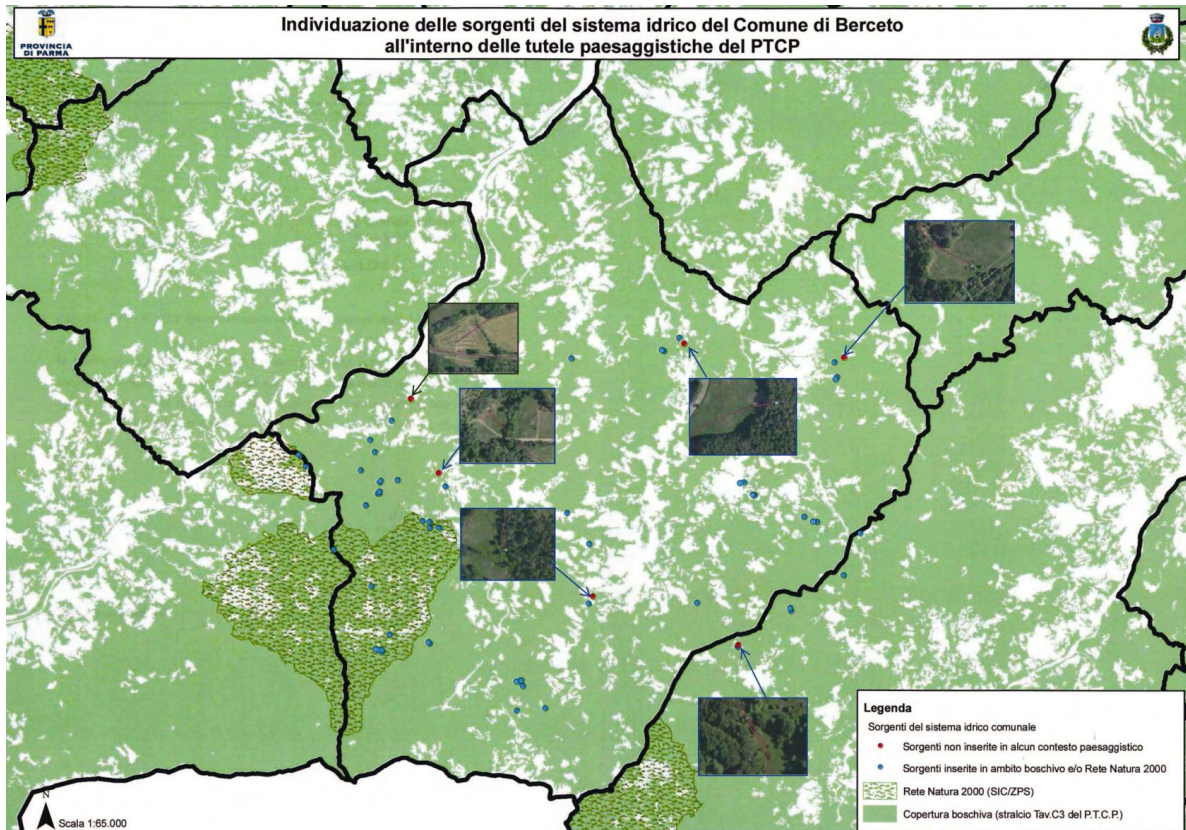 PROVINCIA
DI PARMA
Individuazione delle sorgenti del sistema idrico del Comune di Berceto
all'interno delle tutele paesaggistiche del PTCP
Legenda
Sorgenti del sistema idrico comunale
Sorgenti non inserite in alcun contesto paesaggistico
Sorgenti inserite in ambito boschivo e/o Rete Natura 2000
Rete Natura 2000 (SIC/ZPS)
Copertura boschiva (stralcio Tav.C3 del P.T.C.P.)
N
Scala 1:65.000